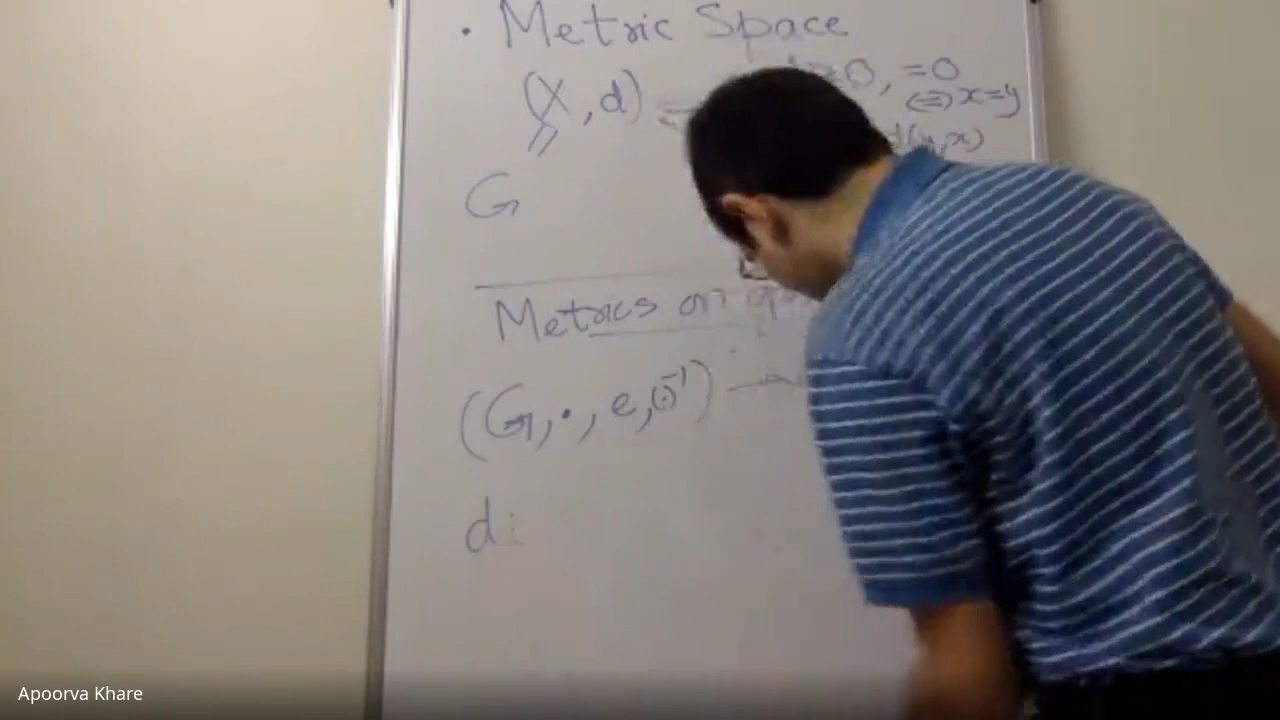 • Metric Space
(X, d) ≥0, =0
⇔ x=y
d(y,x)
G
Metrics on
(G, ·, e, (·)⁻¹) →
d :
Apoorva Khare